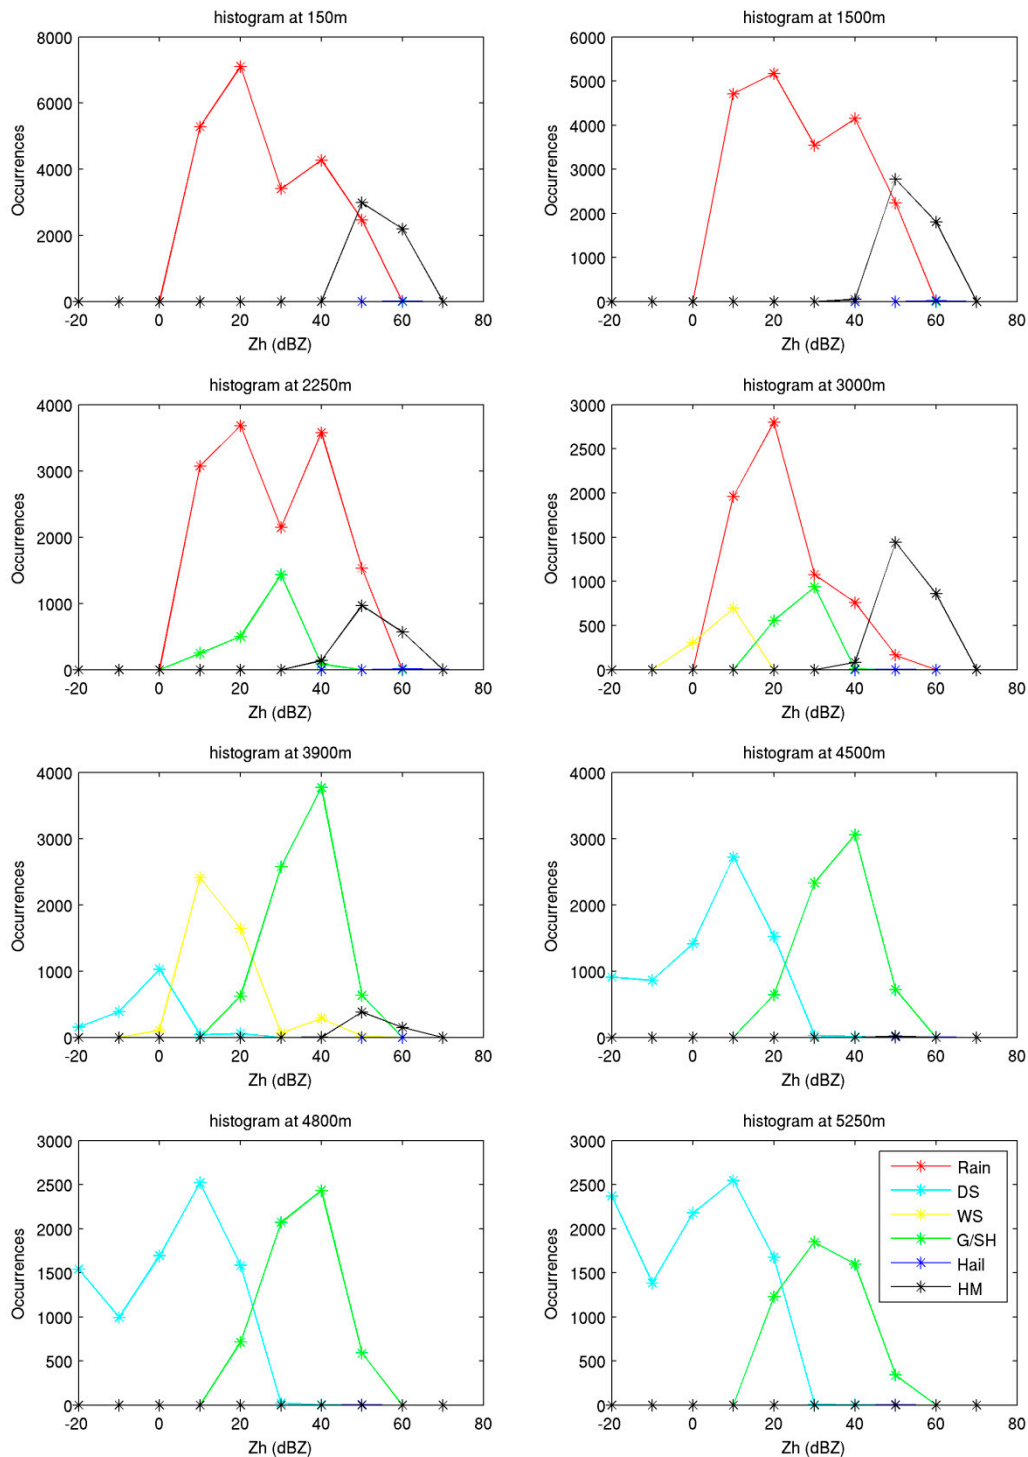 histogram at 150m
8000
6000
4000
2000
0
Occurrences
-20 0 20 40 60 80
Zh (dBZ)
histogram at 1500m
6000
5000
4000
3000
2000
1000
0
Occurrences
-20 0 20 40 60 80
Zh (dBZ)
histogram at 2250m
4000
3000
2000
1000
0
Occurrences
-20 0 20 40 60 80
Zh (dBZ)
histogram at 3000m
3000
2500
2000
1500
1000
500
0
Occurrences
-20 0 20 40 60 80
Zh (dBZ)
histogram at 3900m
4000
3000
2000
1000
0
Occurrences
-20 0 20 40 60 80
Zh (dBZ)
histogram at 4500m
4000
3000
2000
1000
0
Occurrences
-20 0 20 40 60 80
Zh (dBZ)
histogram at 4800m
3000
2500
2000
1500
1000
500
0
Occurrences
-20 0 20 40 60 80
Zh (dBZ)
histogram at 5250m
3000
2500
2000
1500
1000
500
0
Occurrences
-20 0 20 40 60 80
Zh (dBZ)
Rain
DS
WS
G/SH
Hail
HM